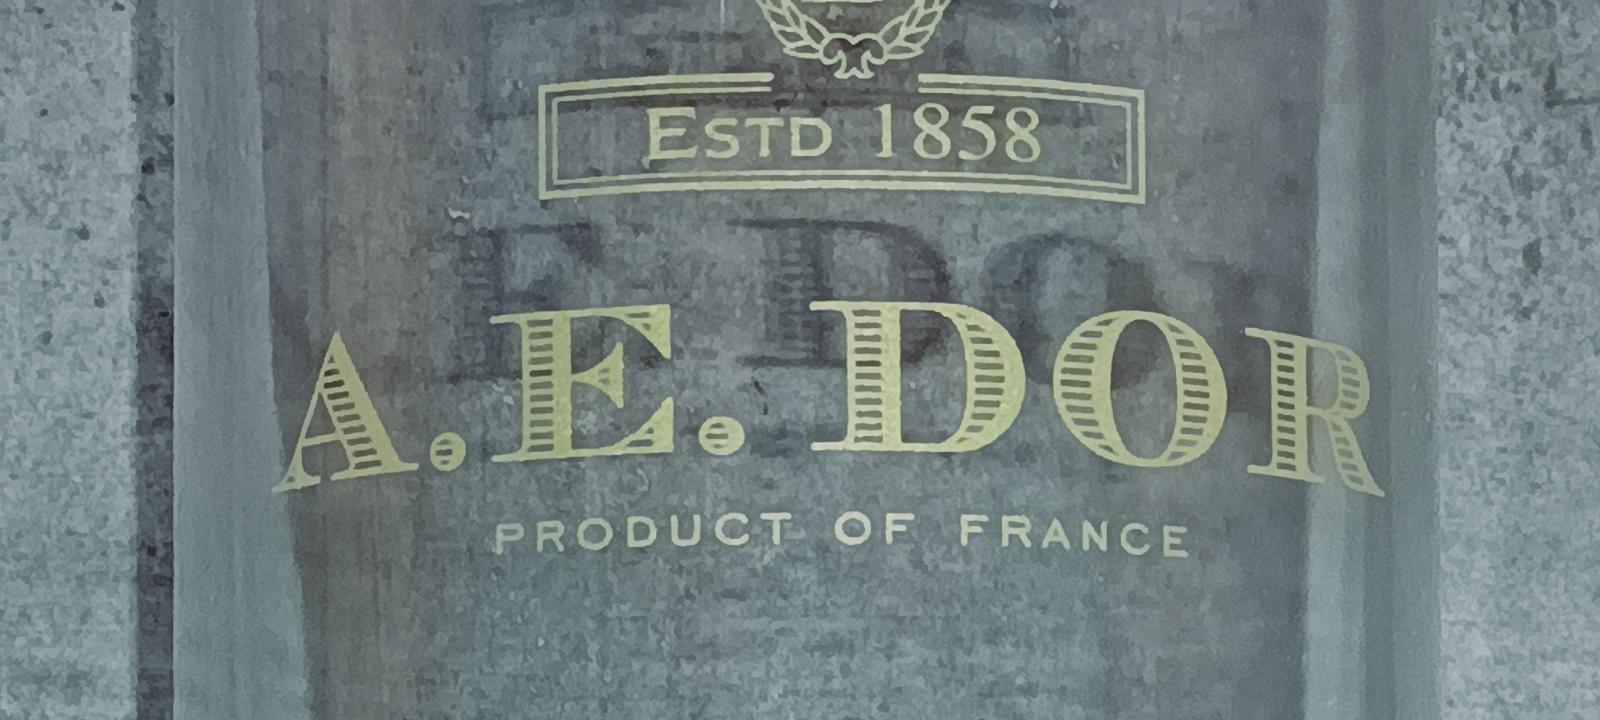 ESTD 1858
A.E. DOR
PRODUCT OF FRANCE